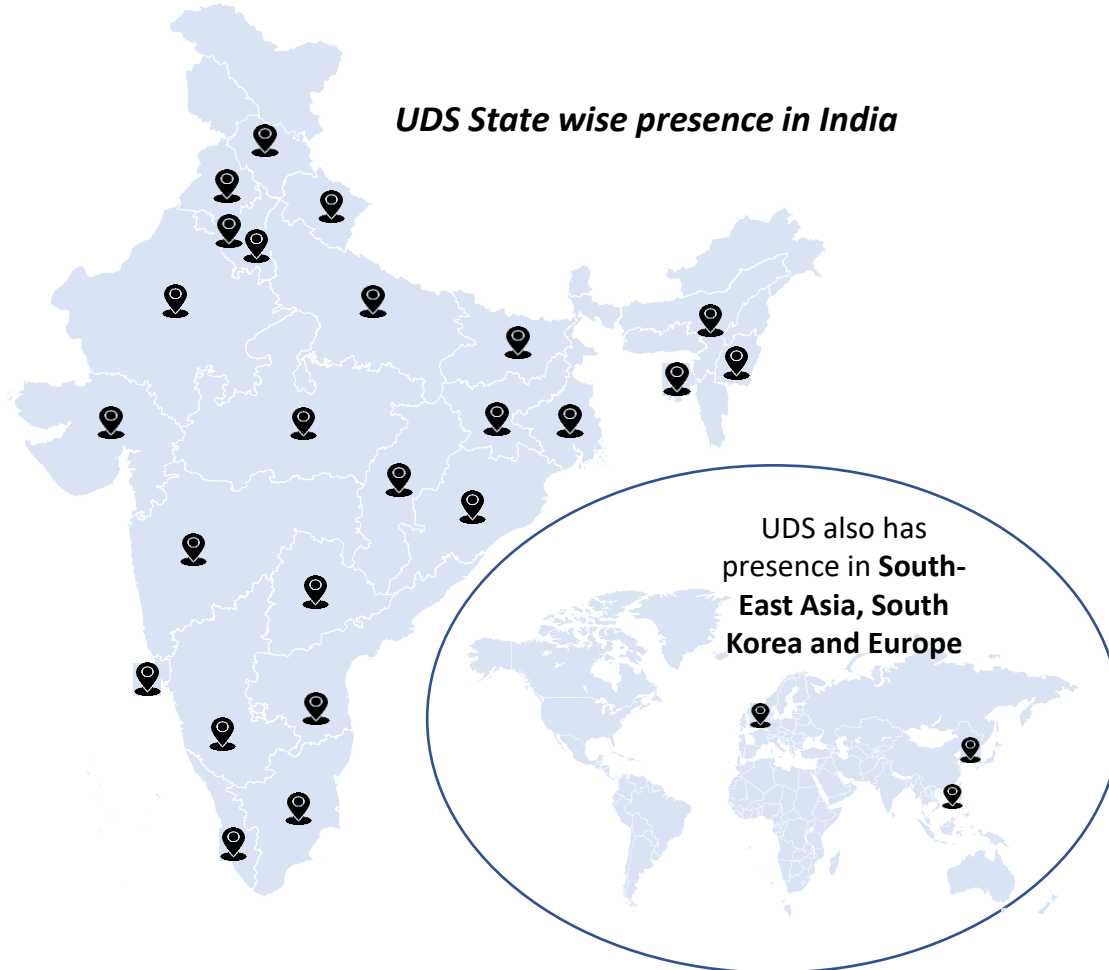 UDS State wise presence in India
UDS also has
presence in South-
East Asia, South
Korea and Europe